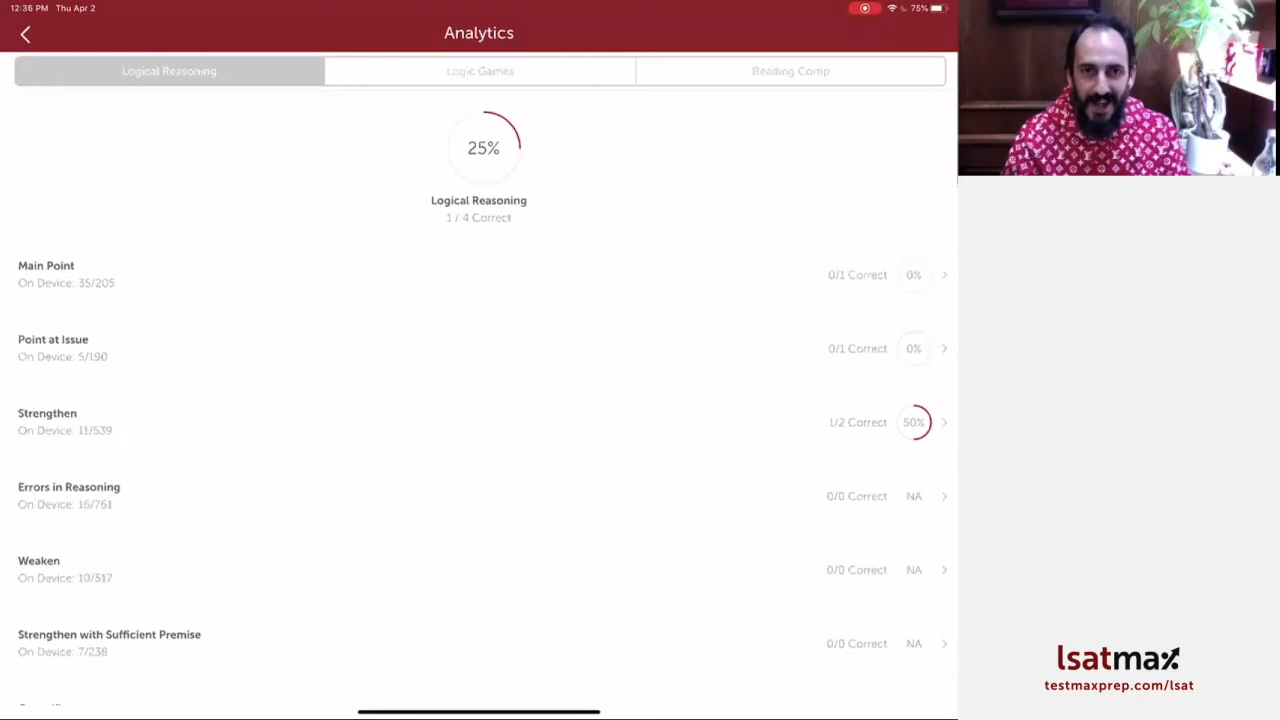 12:36 PM Thu Apr 2
75%
Analytics
Logical Reasoning
Logic Games
Reading Comp
25%
Logical Reasoning
1 / 4 Correct
Main Point
On Device: 35/205
0/1 Correct
0%
Point at Issue
On Device: 5/190
0/1 Correct
0%
Strengthen
On Device: 11/539
1/2 Correct
50%
Errors in Reasoning
On Device: 16/761
0/0 Correct
NA
Weaken
On Device: 10/317
0/0 Correct
NA
Strengthen with Sufficient Premise
On Device: 7/238
0/0 Correct
NA
lsatmax
testmaxprep.com/lsat